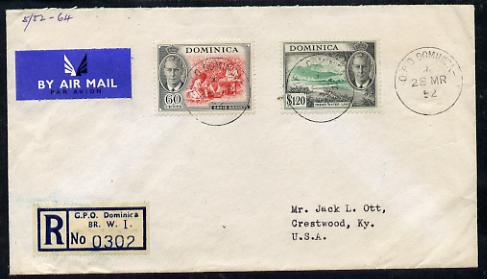 5/52-64
BY AIR MAIL
PAR AVION
DOMINICA
60
CENTS
DOMINICA
$1.20
G.P.O. DOMINICA
28 MR
52
G.P.O. Dominica
BR. W. I.
R No 0302
Mr. Jack L. Ott,
Crestwood, Ky.
U.S.A.